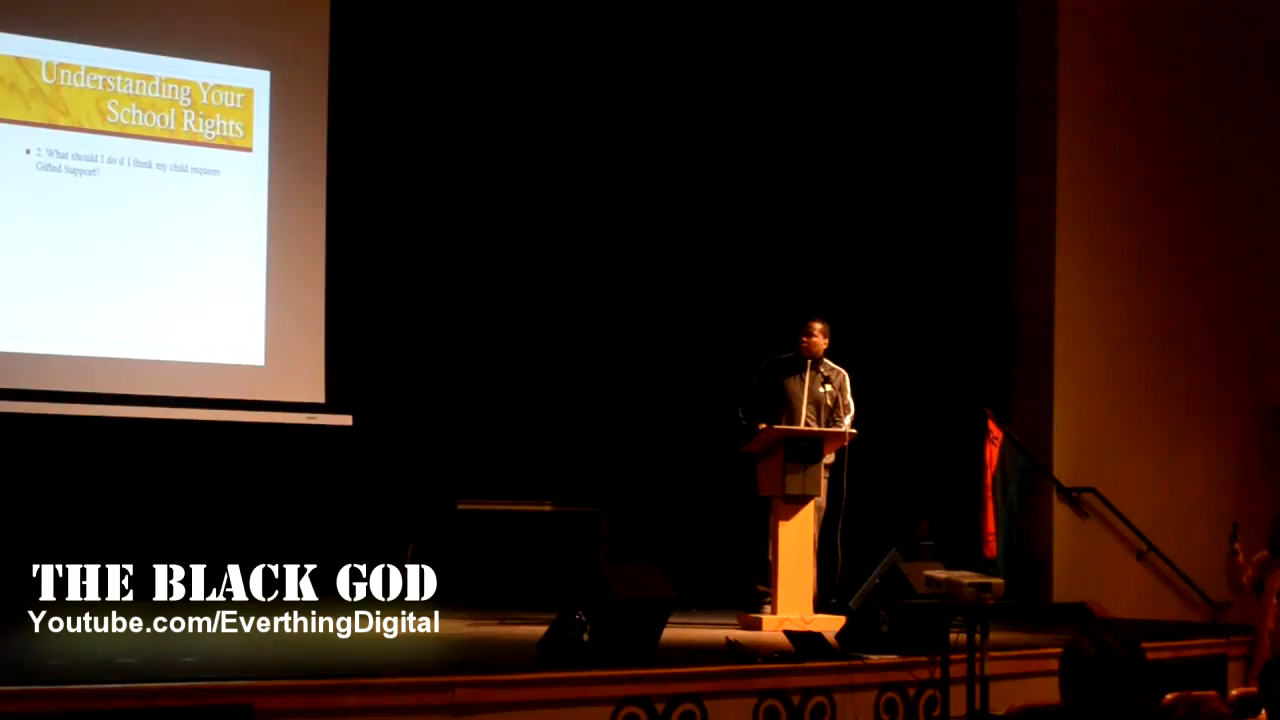 Understanding Your
School Rights
2. What should I do if I think my child requires
Gifted Support?
THE BLACK GOD
Youtube.com/EverthingDigital